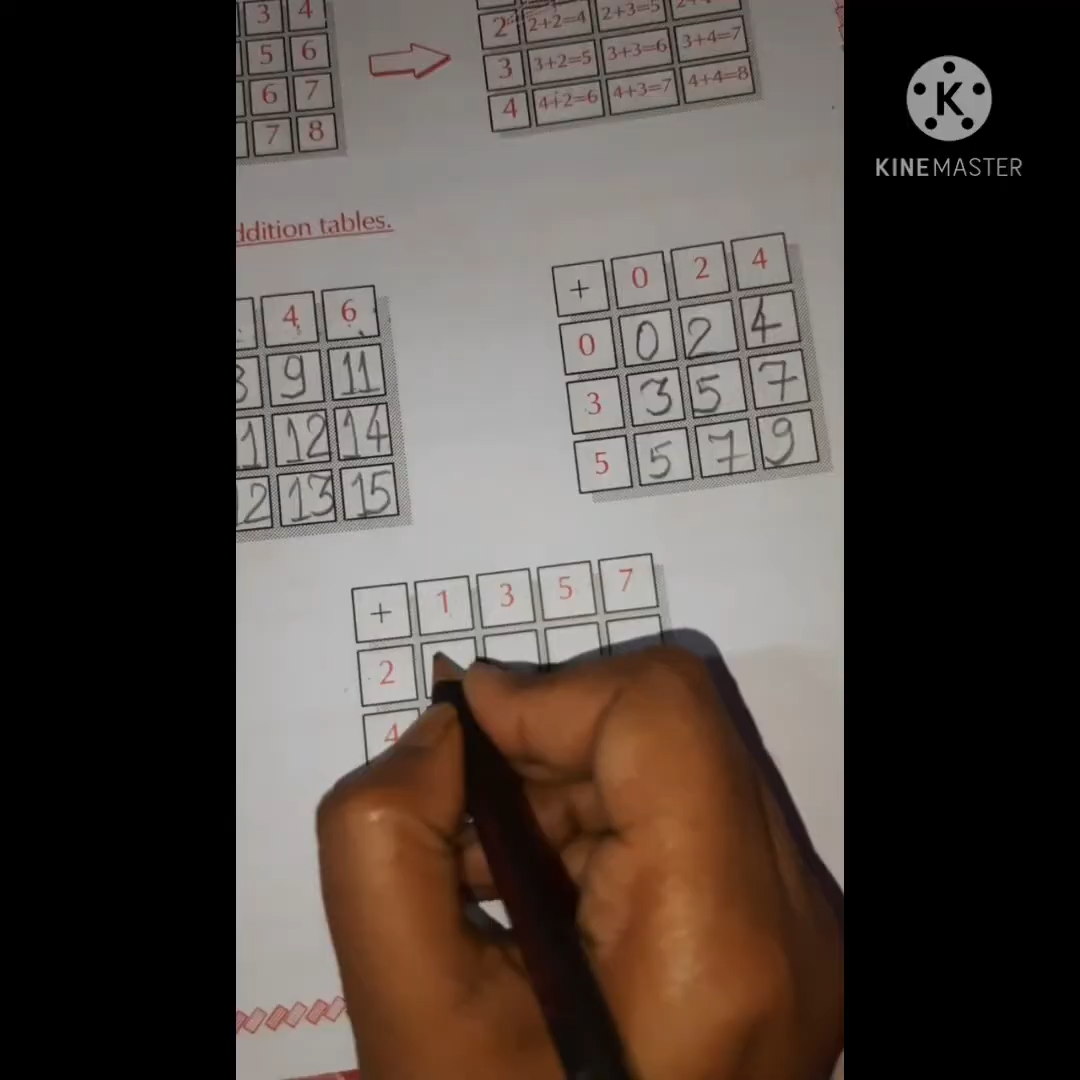 3 4
5 6
6 7
7 8
2 2+2=4 2+3=5
3 3+2=5 3+3=6 3+4=7
4 4+2=6 4+3=7 4+4=8
KINEMASTER
ddition tables.
4 6
9 11
12 14
13 15
+ 0 2 4
0 0 2 4
3 3 5 7
5 5 7 9
+ 1 3 5 7
2
4